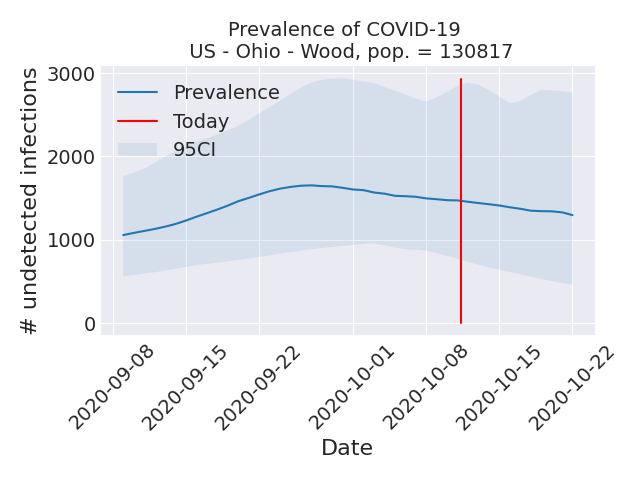 Prevalence of COVID-19
US - Ohio - Wood, pop. = 130817
3000
2000
1000
0
# undetected infections
Prevalence
Today
95CI
2020-09-08
2020-09-15
2020-09-22
2020-10-01
2020-10-08
2020-10-15
2020-10-22
Date